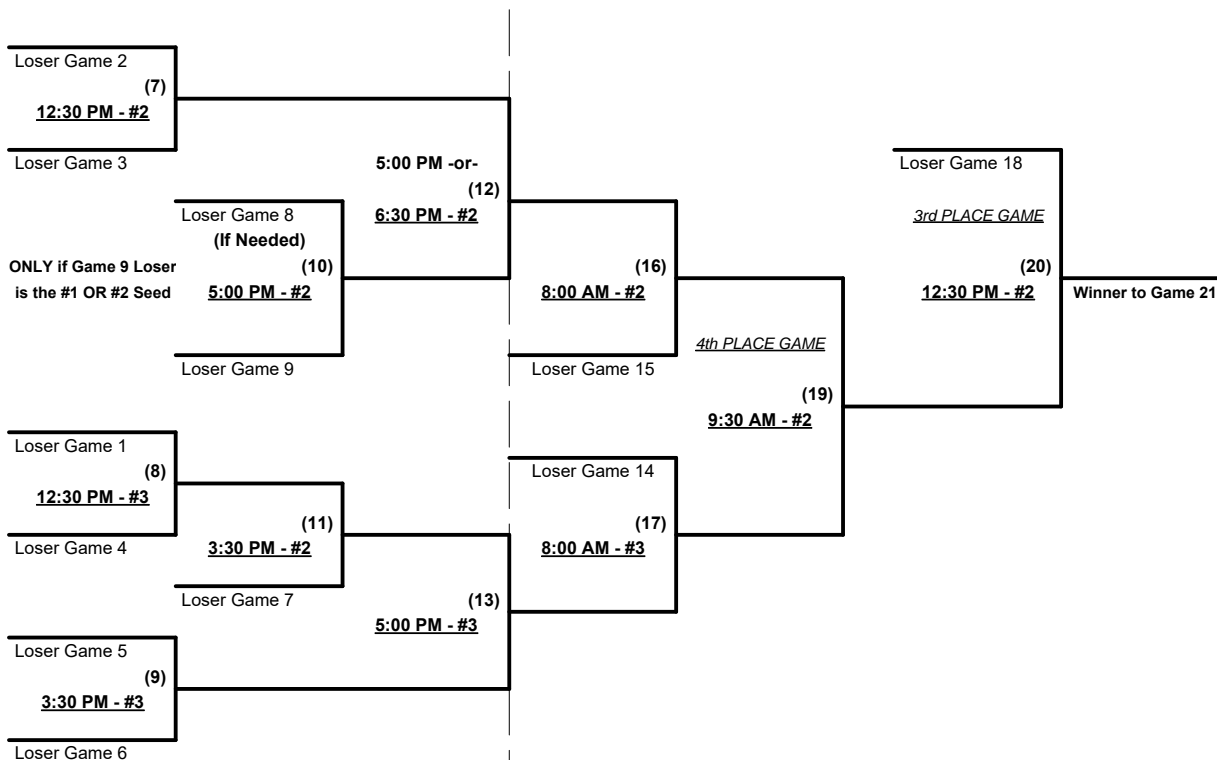 Loser Game 2
(7)
12:30 PM - #2
Loser Game 3
5:00 PM -or-
(12)
6:30 PM - #2
Loser Game 8
(If Needed)
(10)
5:00 PM - #2
ONLY if Game 9 Loser
is the #1 OR #2 Seed
Loser Game 9
(16)
8:00 AM - #2
Loser Game 15
Loser Game 18
3rd PLACE GAME
(20)
12:30 PM - #2
Winner to Game 21
4th PLACE GAME
(19)
9:30 AM - #2
Loser Game 1
(8)
12:30 PM - #3
Loser Game 4
(11)
3:30 PM - #2
Loser Game 7
Loser Game 14
(17)
8:00 AM - #3
(13)
5:00 PM - #3
Loser Game 5
(9)
3:30 PM - #3
Loser Game 6